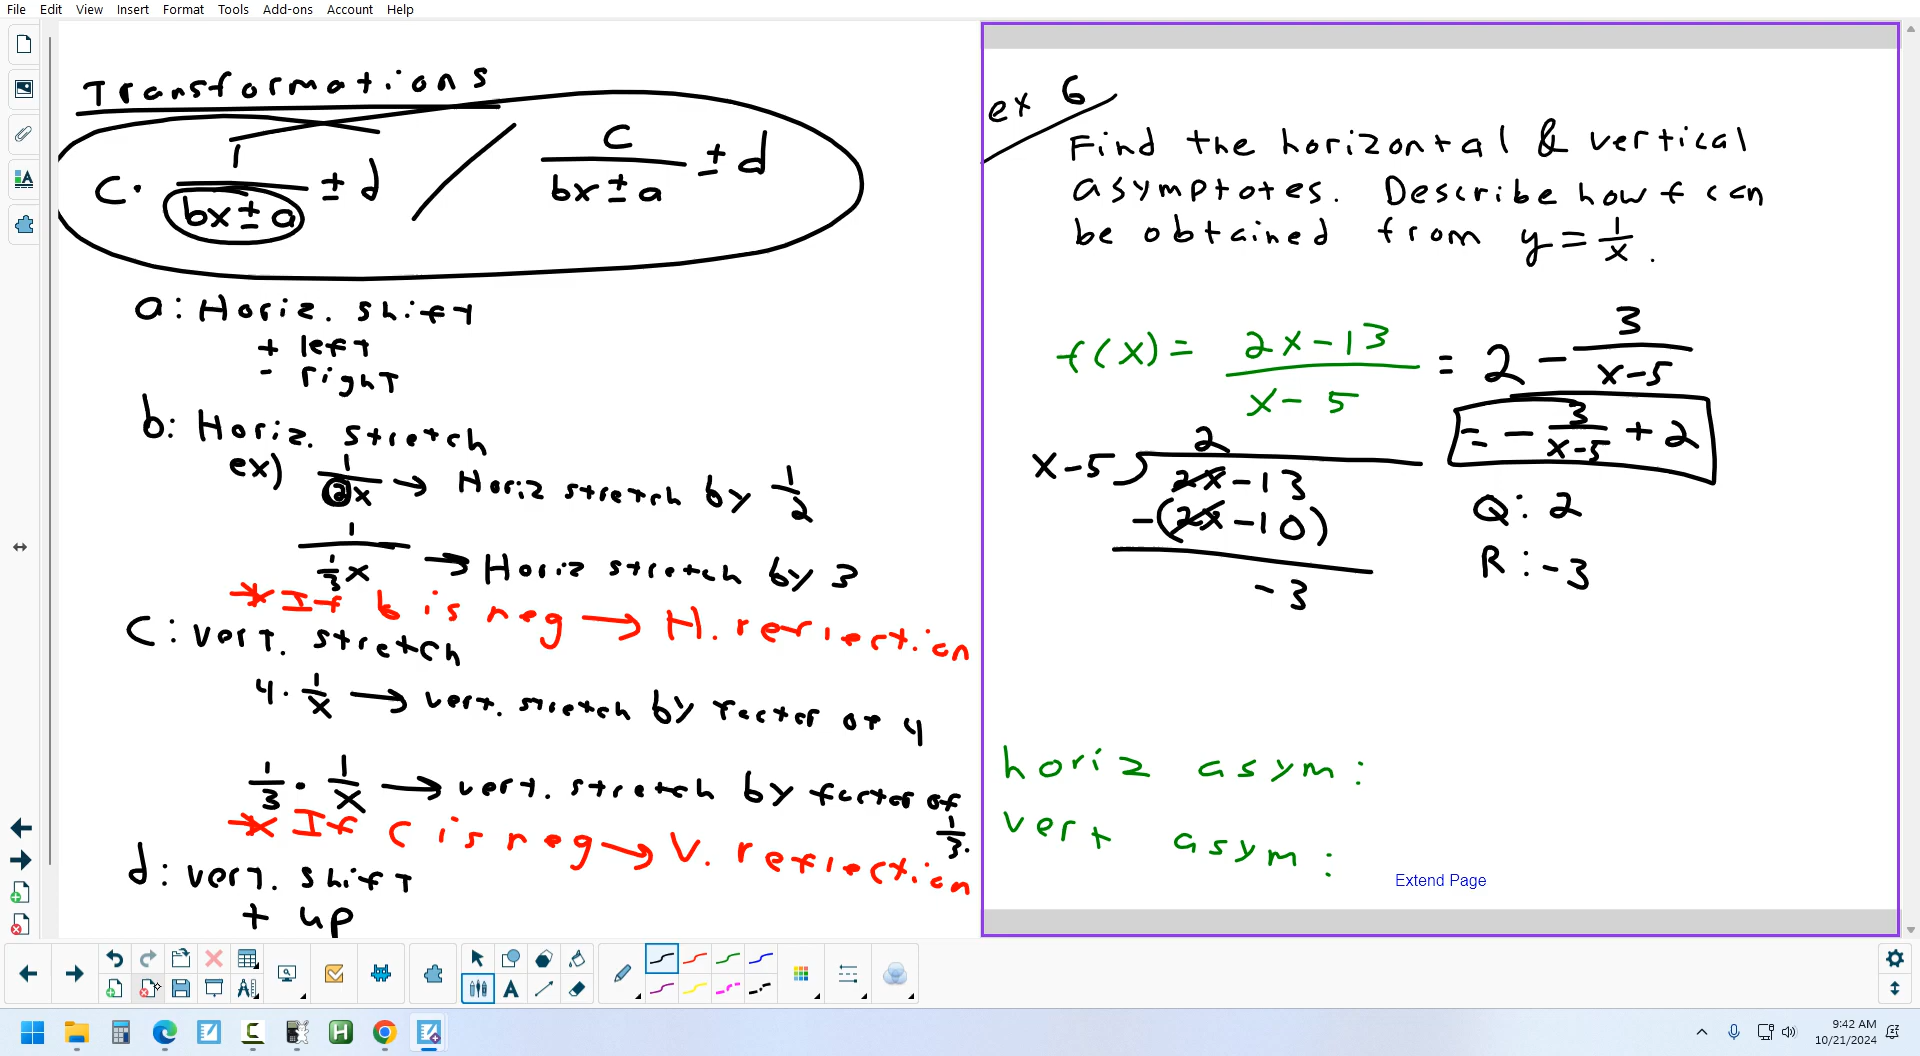 File Edit View Insert Format Tools Add-ons Account Help
Transformations
C · 1/(bx ± a) ± d / C/(bx ± a) ± d
a: Horiz. shift
+ left
- right
b: Horiz. stretch
ex) 1/(2x) → Horiz stretch by 1/2
1/(1/3 x) → Horiz stretch by 3
* If b is neg → H. reflection
C: vert. stretch
4 · 1/x → vert. stretch by factor of 4
1/3 · 1/x → vert. stretch by factor of 1/3.
* If C is neg → V. reflection
d: vert. shift
+ up
ex 6
Find the horizontal & vertical
asymptotes. Describe how f can
be obtained from y = 1/x.
f(x) = (2x-13)/(x-5) = 2 - 3/(x-5)
= - 3/(x-5) + 2
2
x-5 ) 2x-13
-(2x-10)
-3
Q: 2
R: -3
horiz asym:
vert asym:
Extend Page
9:42 AM
10/21/2024